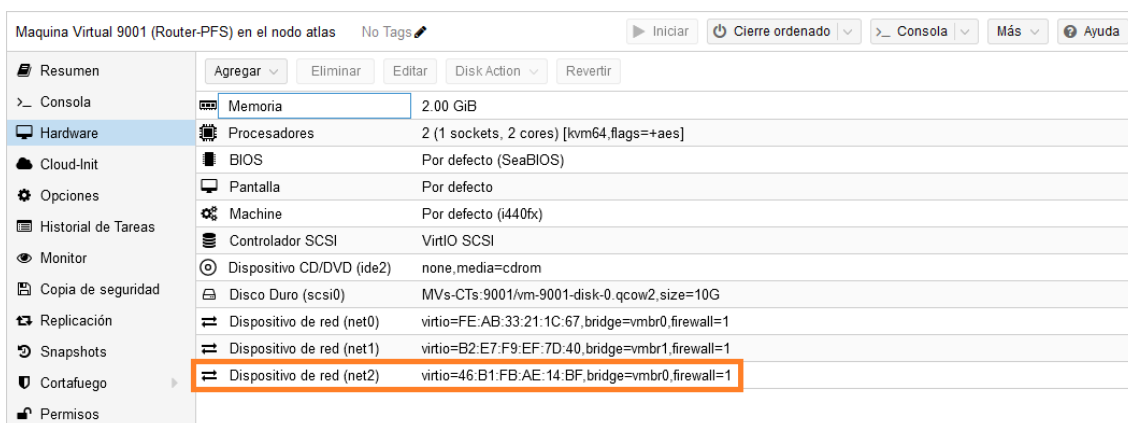 Maquina Virtual 9001 (Router-PFS) en el nodo atlas No Tags Iniciar Cierre ordenado >_ Consola Más Ayuda
Resumen
>_ Consola
Hardware
Cloud-Init
Opciones
Historial de Tareas
Monitor
Copia de seguridad
Replicación
Snapshots
Cortafuego
Permisos
Agregar Eliminar Editar Disk Action Revertir
Memoria 2.00 GiB
Procesadores 2 (1 sockets, 2 cores) [kvm64,flags=+aes]
BIOS Por defecto (SeaBIOS)
Pantalla Por defecto
Machine Por defecto (i440fx)
Controlador SCSI VirtIO SCSI
Dispositivo CD/DVD (ide2) none,media=cdrom
Disco Duro (scsi0) MVs-CTs:9001/vm-9001-disk-0.qcow2,size=10G
Dispositivo de red (net0) virtio=FE:AB:33:21:1C:67,bridge=vmbr0,firewall=1
Dispositivo de red (net1) virtio=B2:E7:F9:EF:7D:40,bridge=vmbr1,firewall=1
Dispositivo de red (net2) virtio=46:B1:FB:AE:14:BF,bridge=vmbr0,firewall=1